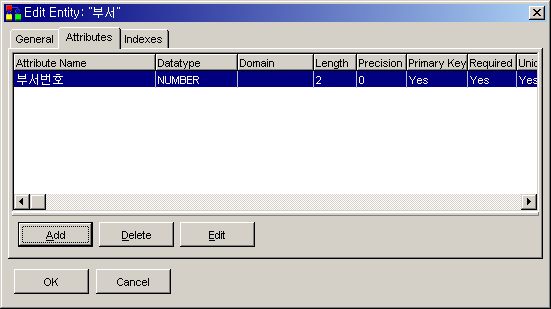 Edit Entity: "부서"
General Attributes Indexes
Attribute Name Datatype Domain Length Precision Primary Key Required Unic
부서번호 NUMBER 2 0 Yes Yes Yes
Add Delete Edit
OK Cancel